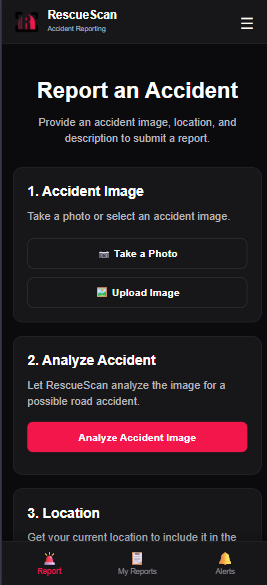 RescueScan
Accident Reporting
Report an Accident
Provide an accident image, location, and
description to submit a report.
1. Accident Image
Take a photo or select an accident image.
Take a Photo
Upload Image
2. Analyze Accident
Let RescueScan analyze the image for a
possible road accident.
Analyze Accident Image
3. Location
Get your current location to include it in the
Report
My Reports
Alerts